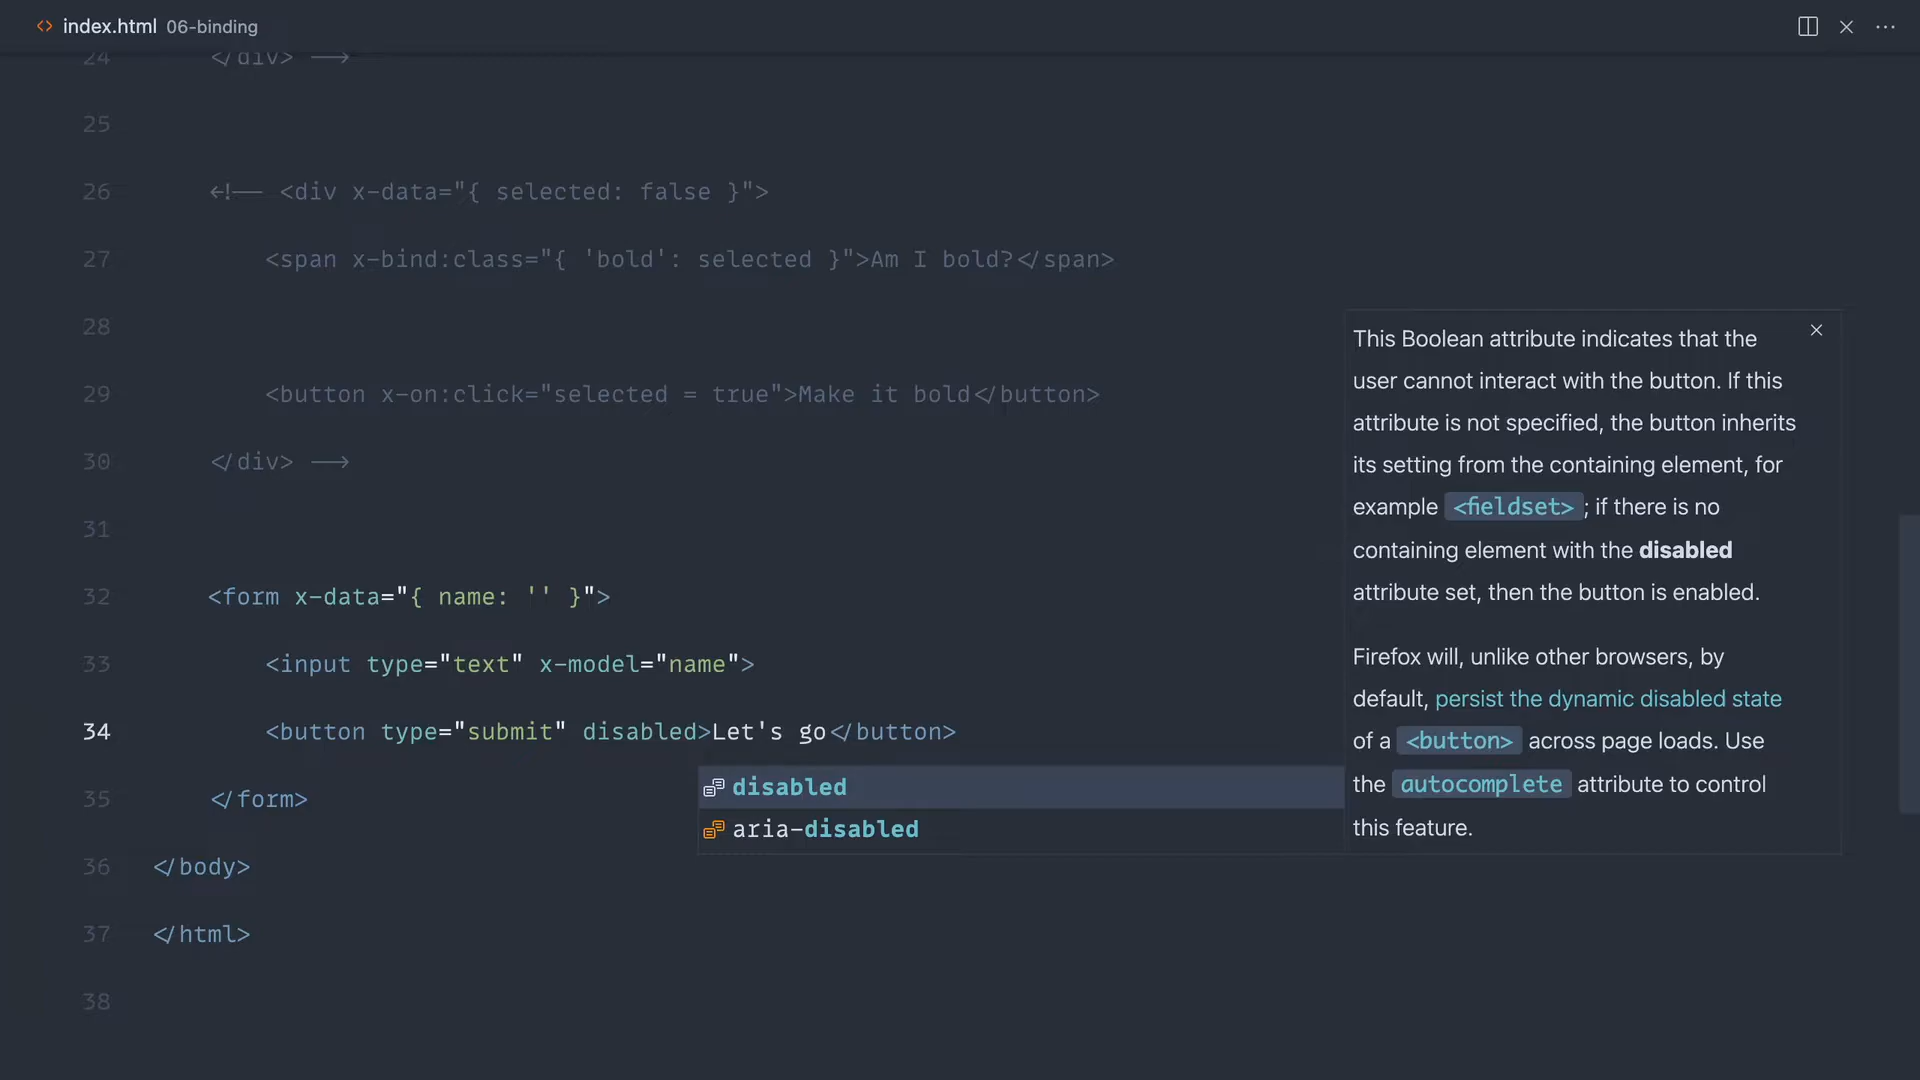 index.html 06-binding
24 </div> -->
25
26 <!-- <div x-data="{ selected: false }">
27 <span x-bind:class="{ 'bold': selected }">Am I bold?</span>
28
29 <button x-on:click="selected = true">Make it bold</button>
30 </div> -->
31
32 <form x-data="{ name: '' }">
33 <input type="text" x-model="name">
34 <button type="submit" disabled>Let's go</button>
35 </form>
36 </body>
37 </html>
38
disabled
aria-disabled
This Boolean attribute indicates that the
user cannot interact with the button. If this
attribute is not specified, the button inherits
its setting from the containing element, for
example <fieldset>; if there is no
containing element with the disabled
attribute set, then the button is enabled.
Firefox will, unlike other browsers, by
default, persist the dynamic disabled state
of a <button> across page loads. Use
the autocomplete attribute to control
this feature.